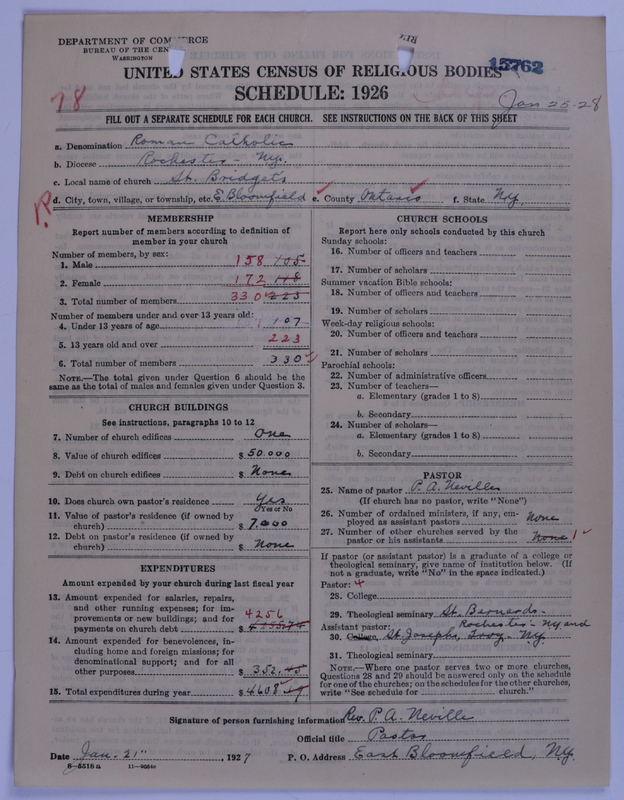 DEPARTMENT OF COMMERCE
BUREAU OF THE CEN
WASHINGTON
15762
UNITED STATES CENSUS OF RELIGIOUS BODIES
SCHEDULE: 1926
78
Jan 25-28
FILL OUT A SEPARATE SCHEDULE FOR EACH CHURCH. SEE INSTRUCTIONS ON THE BACK OF THIS SHEET
a. Denomination Roman Catholic
b. Diocese Rochester - N.Y.
c. Local name of church St. Bridget's
d. City, town, village, or township, etc. E. Bloomfield e. County Ontario f. State N.Y.
MEMBERSHIP
Report number of members according to definition of
member in your church
Number of members, by sex:
1. Male 158 105
2. Female 172 118
3. Total number of members 330 223
Number of members under and over 13 years old:
4. Under 13 years of age 107
5. 13 years old and over 223
6. Total number of members 330
NOTE.—The total given under Question 6 should be the
same as the total of males and females given under Question 3.
CHURCH BUILDINGS
See instructions, paragraphs 10 to 12
7. Number of church edifices One
8. Value of church edifices $ 50.000
9. Debt on church edifices $ None
10. Does church own pastor's residence Yes
Yes or No
11. Value of pastor's residence (if owned by
church) $ 7.000
12. Debt on pastor's residence (if owned by
church) $ None
EXPENDITURES
Amount expended by your church during last fiscal year
13. Amount expended for salaries, repairs,
and other running expenses; for im-
provements or new buildings; and for 4256
payments on church debt $
14. Amount expended for benevolences, in-
cluding home and foreign missions; for
denominational support; and for all
other purposes $ 352.45
15. Total expenditures during year $ 4608.19
CHURCH SCHOOLS
Report here only schools conducted by this church
Sunday schools:
16. Number of officers and teachers
17. Number of scholars
Summer vacation Bible schools:
18. Number of officers and teachers
19. Number of scholars
Week-day religious schools:
20. Number of officers and teachers
21. Number of scholars
Parochial schools:
22. Number of administrative officers
23. Number of teachers—
a. Elementary (grades 1 to 8)
b. Secondary
24. Number of scholars—
a. Elementary (grades 1 to 8)
b. Secondary
PASTOR
25. Name of pastor P. A. Neville
(If church has no pastor, write "None")
26. Number of ordained ministers, if any, em-
ployed as assistant pastors None
27. Number of other churches served by the
pastor or his assistants None 1
If pastor (or assistant pastor) is a graduate of a college or
theological seminary, give name of institution below. (If
not a graduate, write "No" in the space indicated.)
Pastor:
28. College
29. Theological seminary St. Bernards -
Assistant pastor: Rochester - N.Y and
30. College St. Josephs, Troy - N.Y.
31. Theological seminary
NOTE.—Where one pastor serves two or more churches,
Questions 28 and 29 should be answered only on the schedule
for one of the churches; on the schedules for the other churches,
write "See schedule for church."
Signature of person furnishing information Rev. P. A. Neville
Official title Pastor
Date Jan. 21", 1927 P. O. Address East Bloomfield, N.Y.
8—5518 a